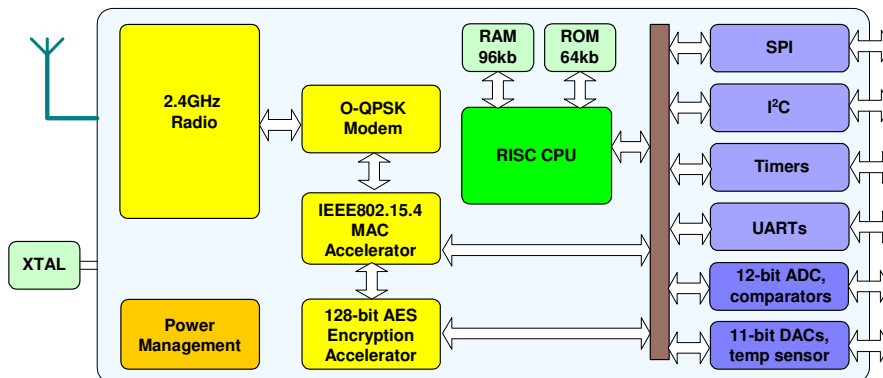 2.4GHz
Radio
O-QPSK
Modem
IEEE802.15.4
MAC
Accelerator
128-bit AES
Encryption
Accelerator
Power
Management
XTAL
RAM
96kb
ROM
64kb
RISC CPU
SPI
I²C
Timers
UARTs
12-bit ADC,
comparators
11-bit DACs,
temp sensor